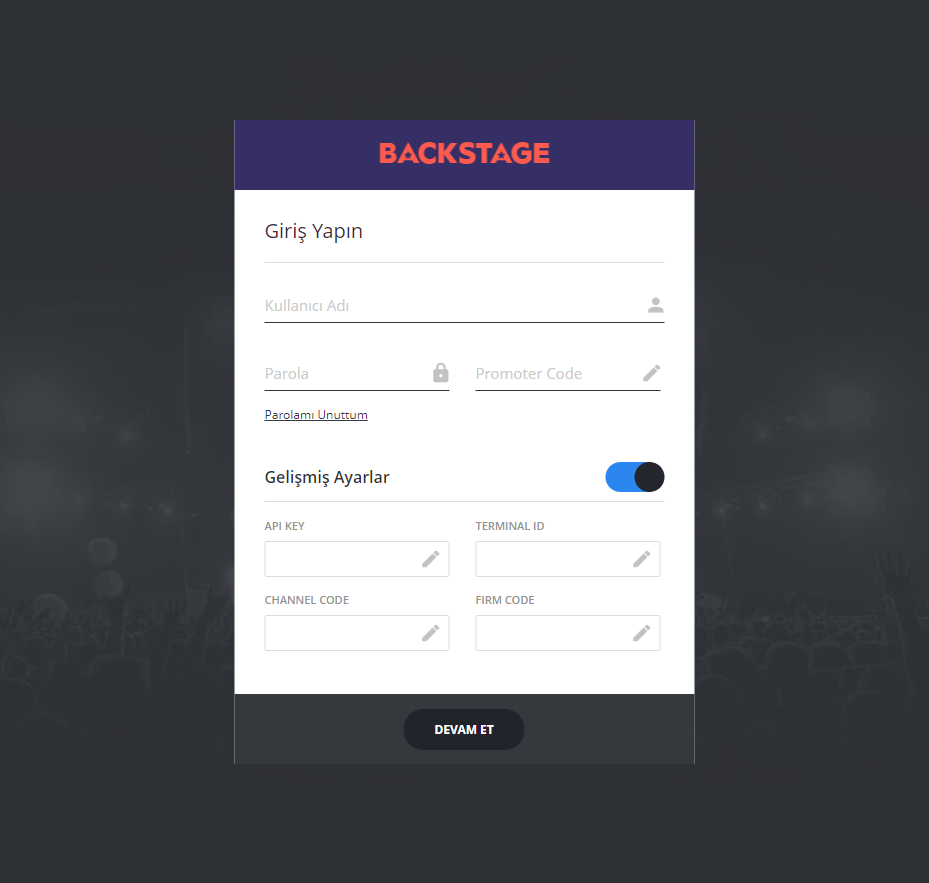 BACKSTAGE
Giriş Yapın
Kullanıcı Adı
Parola
Promoter Code
Parolamı Unuttum
Gelişmiş Ayarlar
API KEY
TERMINAL ID
CHANNEL CODE
FIRM CODE
DEVAM ET